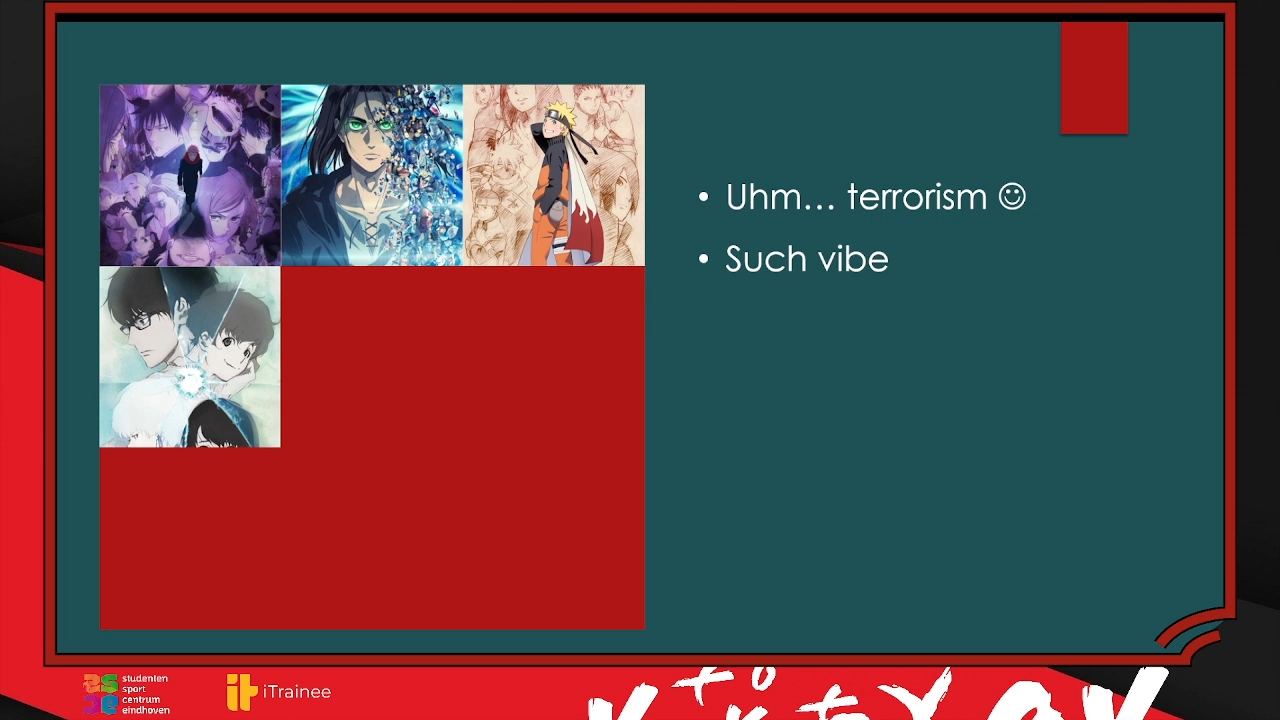 Uhm... terrorism ☺
Such vibe
studenten
sport
centrum
eindhoven
iTrainee